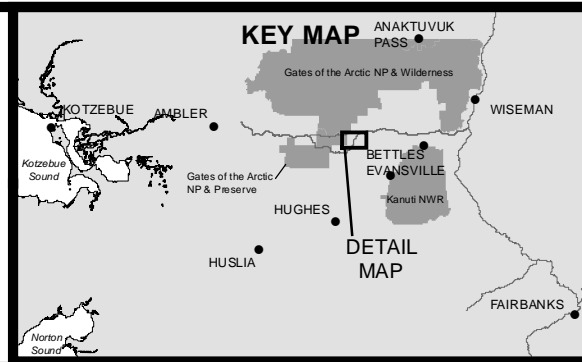 KEY MAP
ANAKTUVUK
PASS
Gates of the Arctic NP & Wilderness
WISEMAN
KOTZEBUE
AMBLER
Kotzebue
Sound
BETTLES
EVANSVILLE
Gates of the Arctic
NP & Preserve
Kanuti NWR
HUGHES
DETAIL
MAP
HUSLIA
FAIRBANKS
Norton
Sound